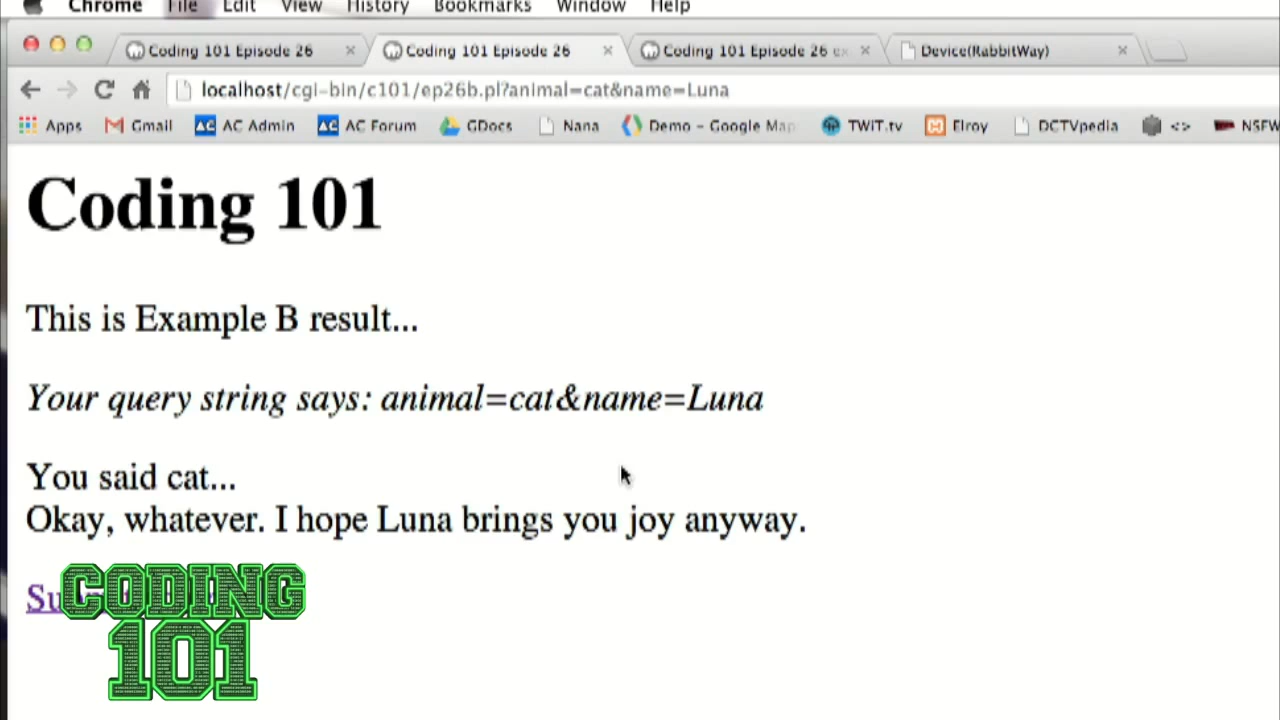 Chrome File Edit View History Bookmarks Window Help
Coding 101 Episode 26 Coding 101 Episode 26 Coding 101 Episode 26 Device(RabbitWay)
localhost/cgi-bin/c101/ep26b.pl?animal=cat&name=Luna
Apps Gmail AC Admin AC Forum GDocs Nana Demo - Google Map TWiT.tv Elroy DCTVpedia <> NSFW
Coding 101
This is Example B result...
Your query string says: animal=cat&name=Luna
You said cat...
Okay, whatever. I hope Luna brings you joy anyway.
CODING
101